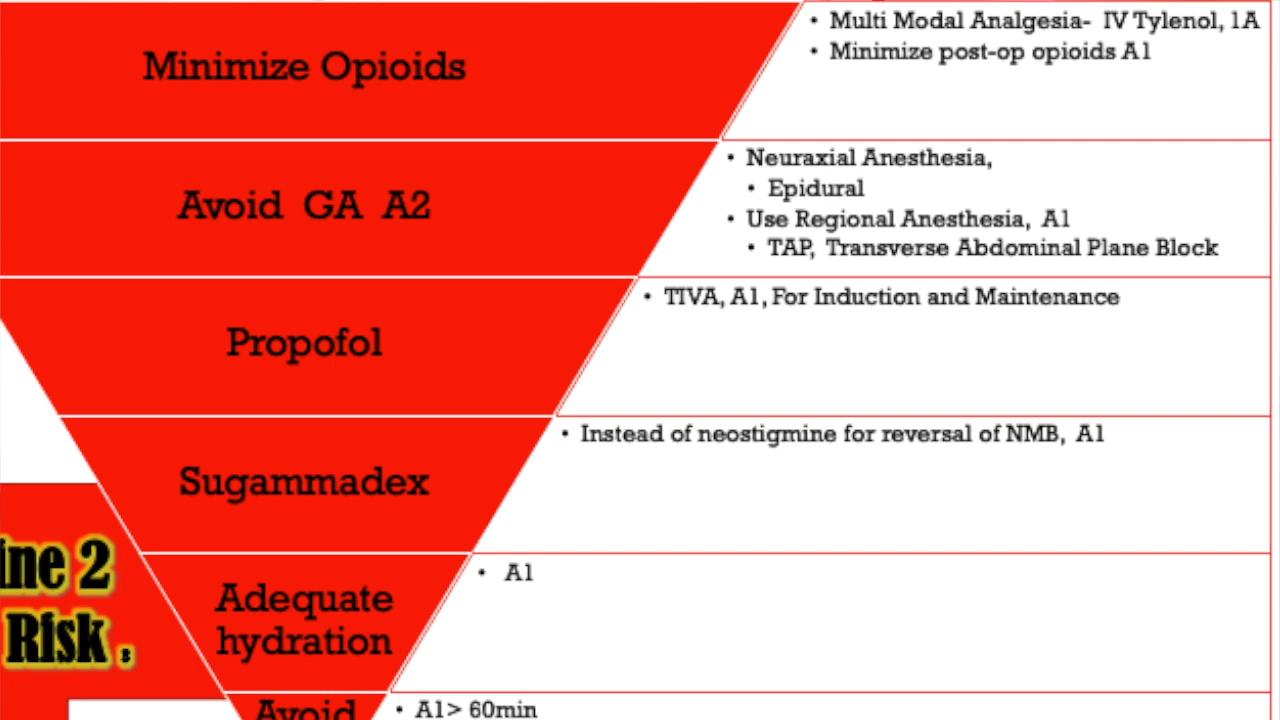 Minimize Opioids
• Multi Modal Analgesia- IV Tylenol, 1A
• Minimize post-op opioids A1
Avoid GA A2
• Neuraxial Anesthesia,
• Epidural
• Use Regional Anesthesia, A1
• TAP, Transverse Abdominal Plane Block
Propofol
• TIVA, A1, For Induction and Maintenance
Sugammadex
• Instead of neostigmine for reversal of NMB, A1
ine 2
Risk :
Adequate
hydration
• A1
Avoid
• A1> 60min